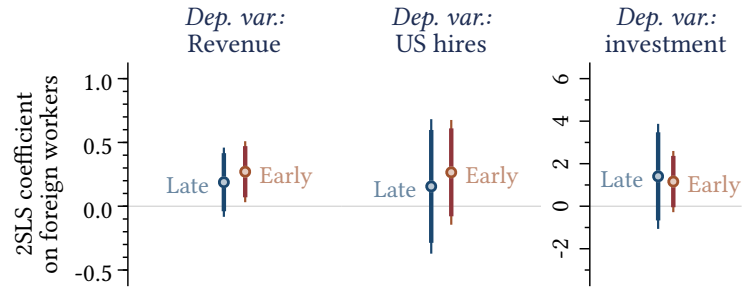 Dep. var.:
Revenue
Dep. var.:
US hires
Dep. var.:
investment
2SLS coefficient
on foreign workers
1.0
0.5
0.0
-0.5
Late
Early
Late
Early
6
4
2
0
-2
Late
Early